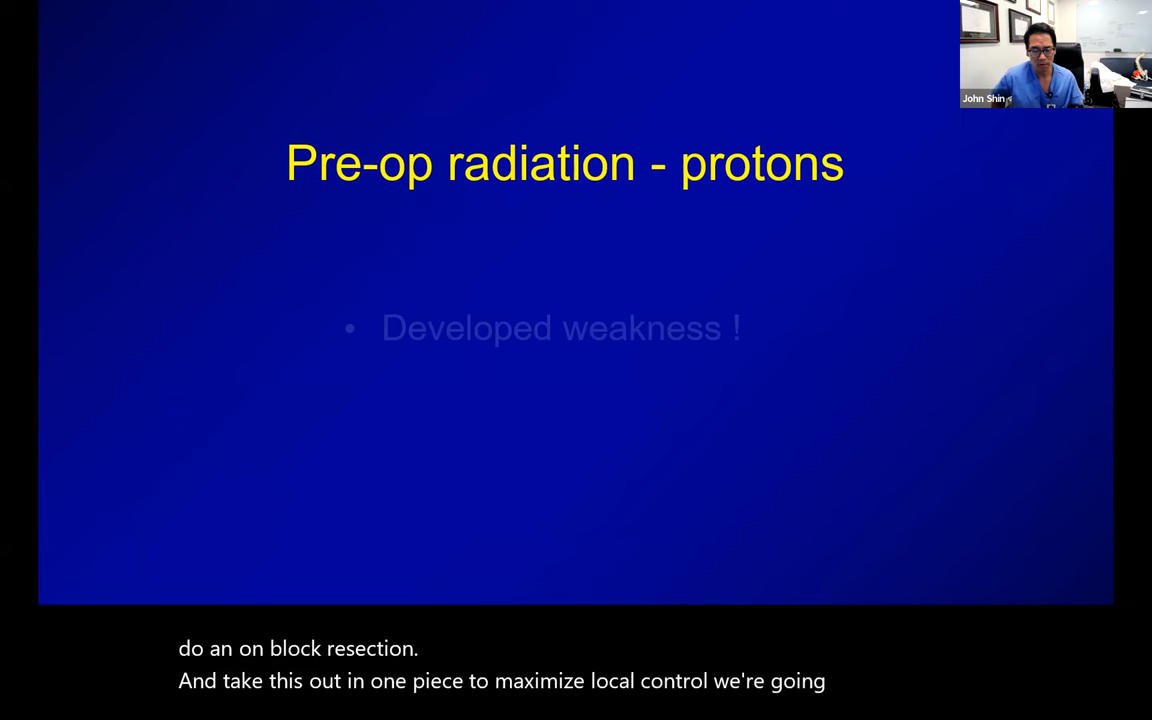 John Shin
Pre-op radiation - protons
• Developed weakness !
do an on block resection.
And take this out in one piece to maximize local control we're going